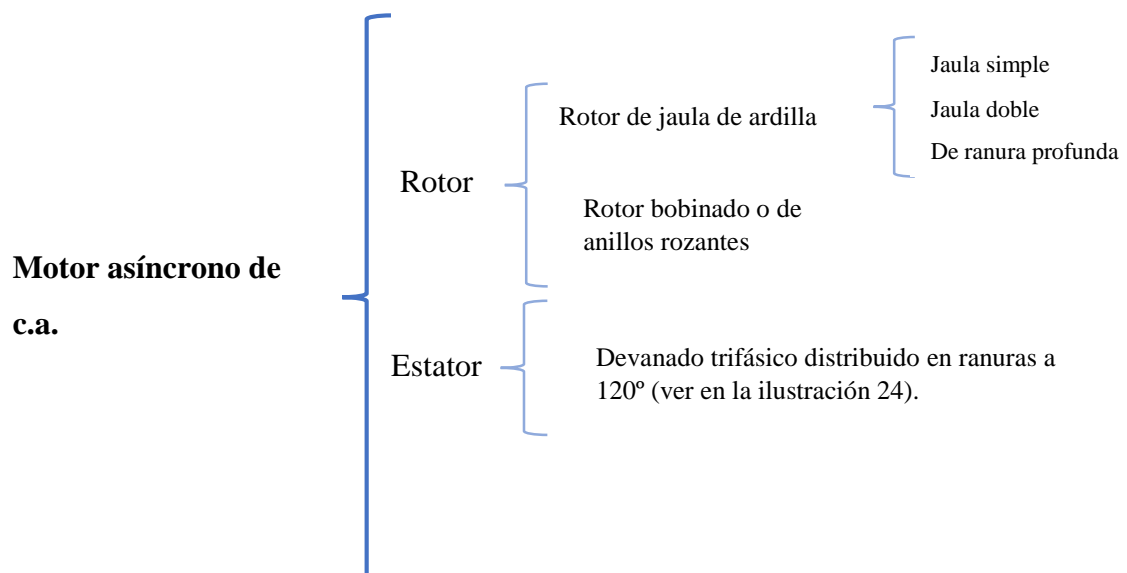 Motor asíncrono de
c.a.
Rotor
Rotor de jaula de ardilla
Jaula simple
Jaula doble
De ranura profunda
Rotor bobinado o de
anillos rozantes
Estator
Devanado trifásico distribuido en ranuras a
120º (ver en la ilustración 24).